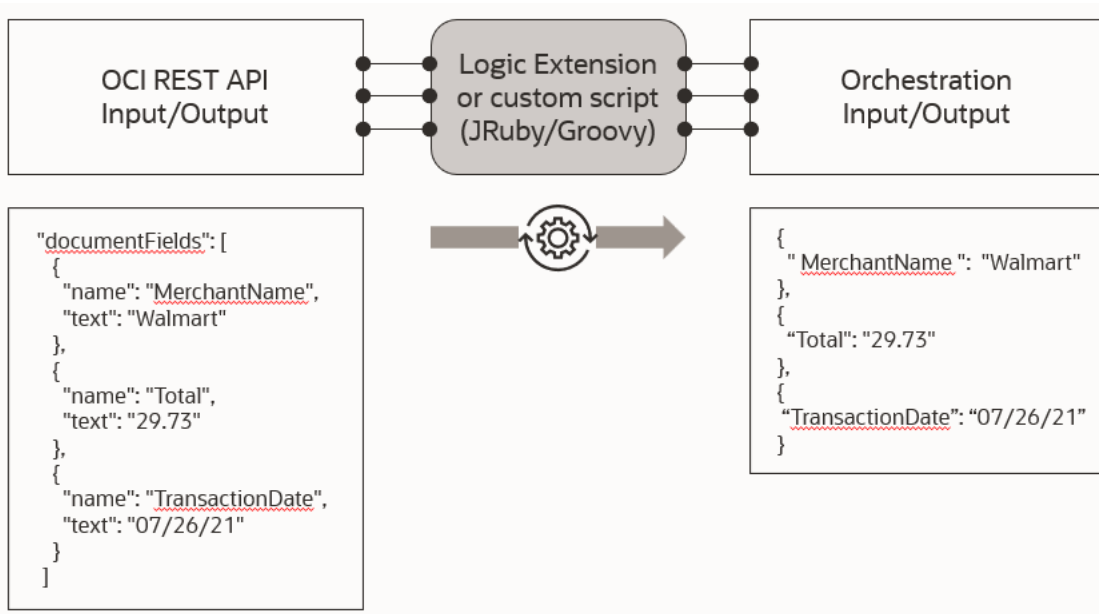 OCI REST API
Input/Output
Logic Extension
or custom script
(JRuby/Groovy)
Orchestration
Input/Output
"documentFields": [
{
"name": "MerchantName",
"text": "Walmart"
},
{
"name": "Total",
"text": "29.73"
},
{
"name": "TransactionDate",
"text": "07/26/21"
}
]
{
" MerchantName ": "Walmart"
},
{
“Total": "29.73"
},
{
“TransactionDate”: “07/26/21”
}